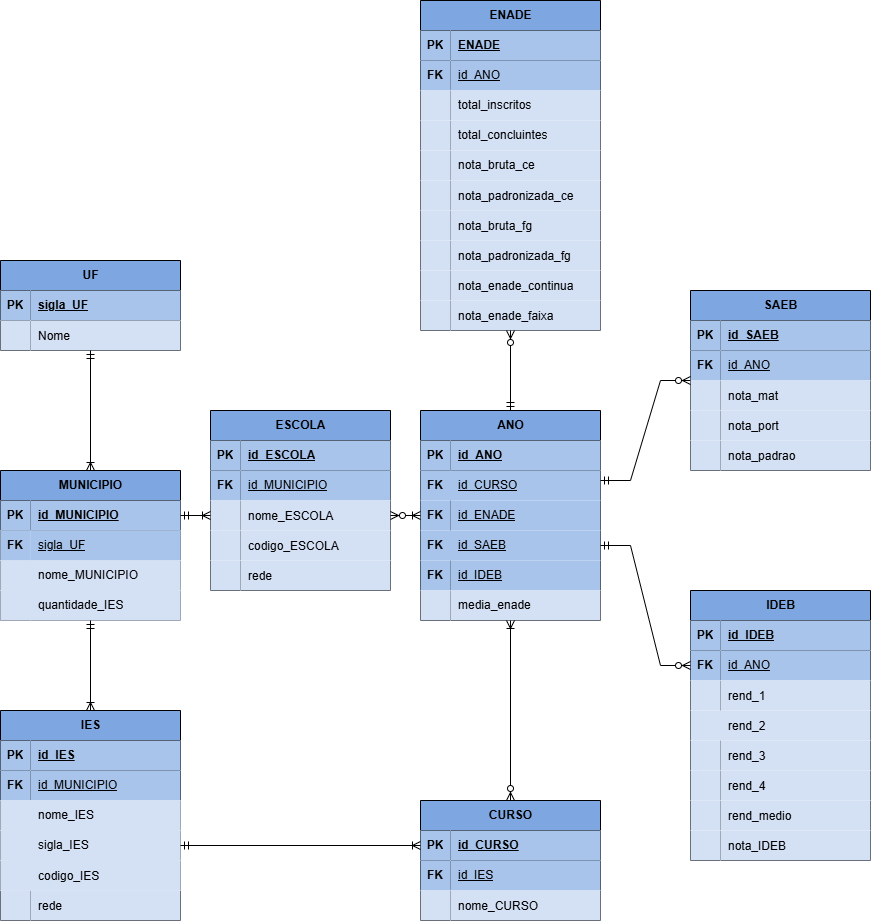 ENADE
PK ENADE
FK id_ANO
total_inscritos
total_concluintes
nota_bruta_ce
nota_padronizada_ce
nota_bruta_fg
nota_padronizada_fg
nota_enade_continua
nota_enade_faixa
UF
PK sigla_UF
Nome
SAEB
PK id_SAEB
FK id_ANO
nota_mat
nota_port
nota_padrao
ESCOLA
PK id_ESCOLA
FK id_MUNICIPIO
nome_ESCOLA
codigo_ESCOLA
rede
ANO
PK id_ANO
FK id_CURSO
FK id_ENADE
FK id_SAEB
FK id_IDEB
media_enade
MUNICIPIO
PK id_MUNICIPIO
FK sigla_UF
nome_MUNICIPIO
quantidade_IES
IDEB
PK id_IDEB
FK id_ANO
rend_1
rend_2
rend_3
rend_4
rend_medio
nota_IDEB
IES
PK id_IES
FK id_MUNICIPIO
nome_IES
sigla_IES
codigo_IES
rede
CURSO
PK id_CURSO
FK id_IES
nome_CURSO